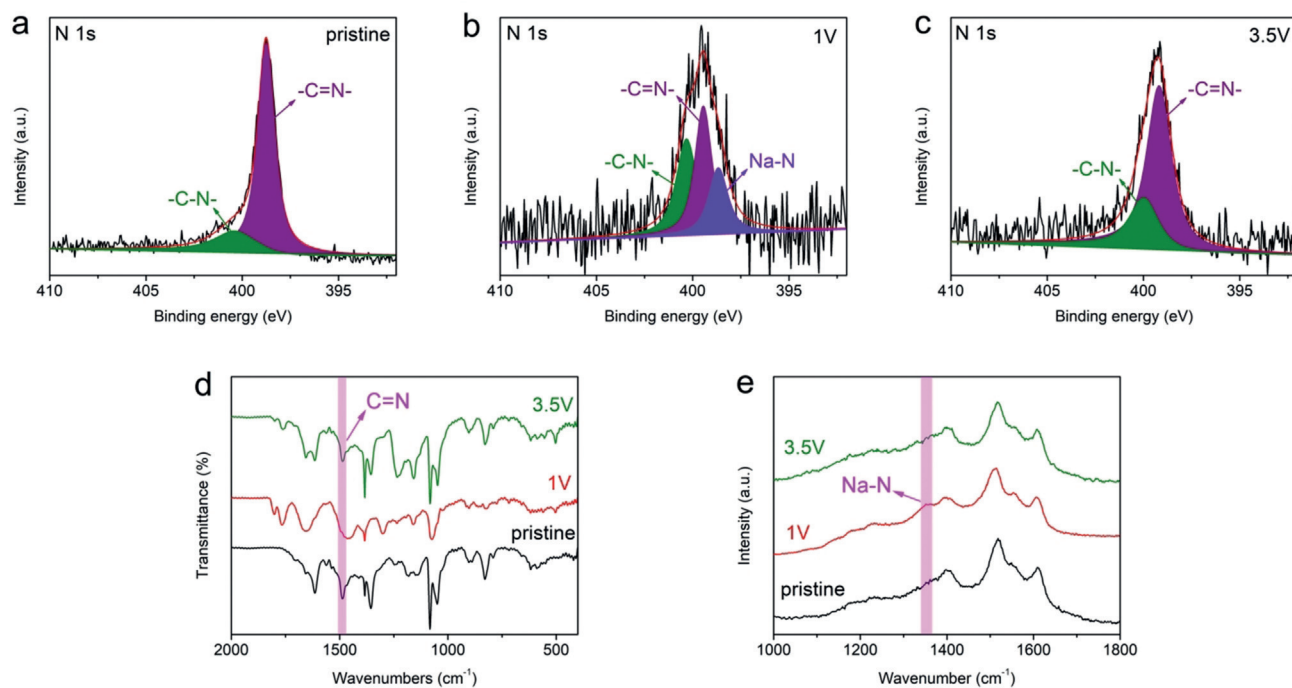 a
N 1s
pristine
-C=N-
-C-N-
Intensity (a.u.)
410
405
400
395
Binding energy (eV)
b
N 1s
1V
-C=N-
-C-N-
Na-N
Intensity (a.u.)
410
405
400
395
Binding energy (eV)
c
N 1s
3.5V
-C=N-
-C-N-
Intensity (a.u.)
410
405
400
395
Binding energy (eV)
d
C=N
3.5V
1V
pristine
Transmittance (%)
2000
1500
1000
500
Wavenumbers (cm⁻¹)
e
3.5V
Na-N
1V
pristine
Intensity (a.u.)
1000
1200
1400
1600
1800
Wavenumber (cm⁻¹)